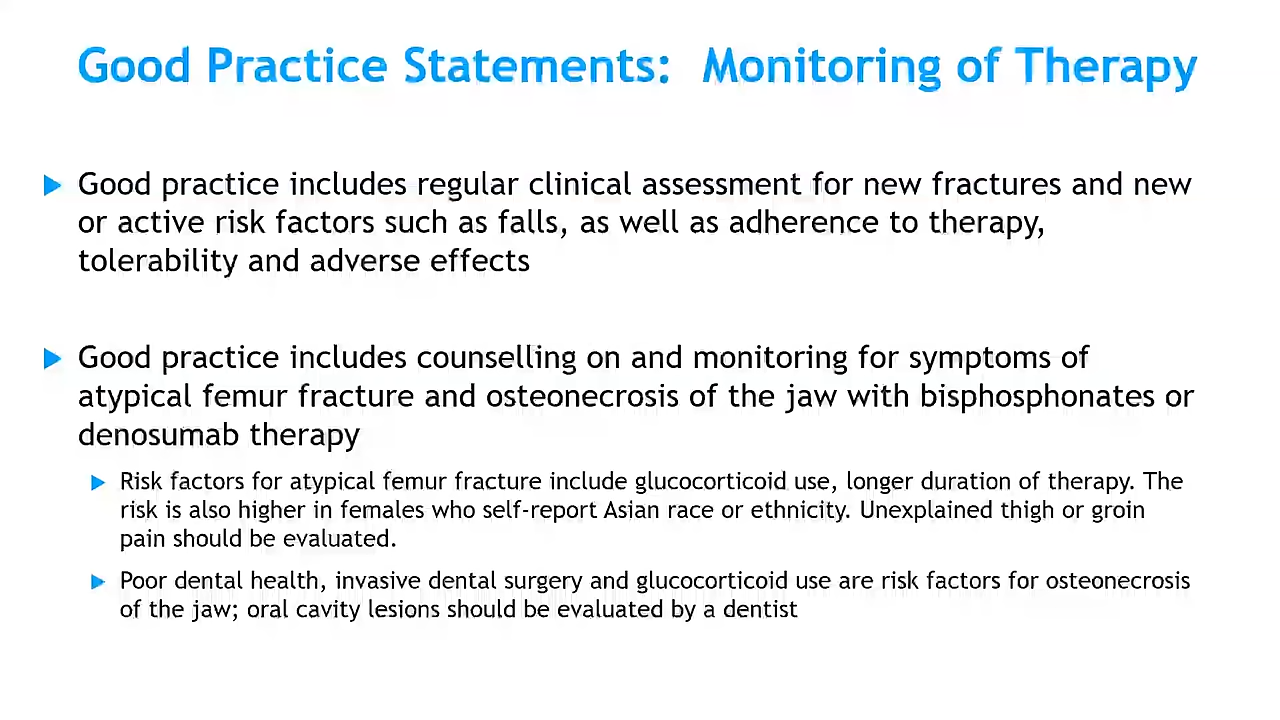 Good Practice Statements: Monitoring of Therapy
Good practice includes regular clinical assessment for new fractures and new
or active risk factors such as falls, as well as adherence to therapy,
tolerability and adverse effects
Good practice includes counselling on and monitoring for symptoms of
atypical femur fracture and osteonecrosis of the jaw with bisphosphonates or
denosumab therapy
Risk factors for atypical femur fracture include glucocorticoid use, longer duration of therapy. The
risk is also higher in females who self-report Asian race or ethnicity. Unexplained thigh or groin
pain should be evaluated.
Poor dental health, invasive dental surgery and glucocorticoid use are risk factors for osteonecrosis
of the jaw; oral cavity lesions should be evaluated by a dentist